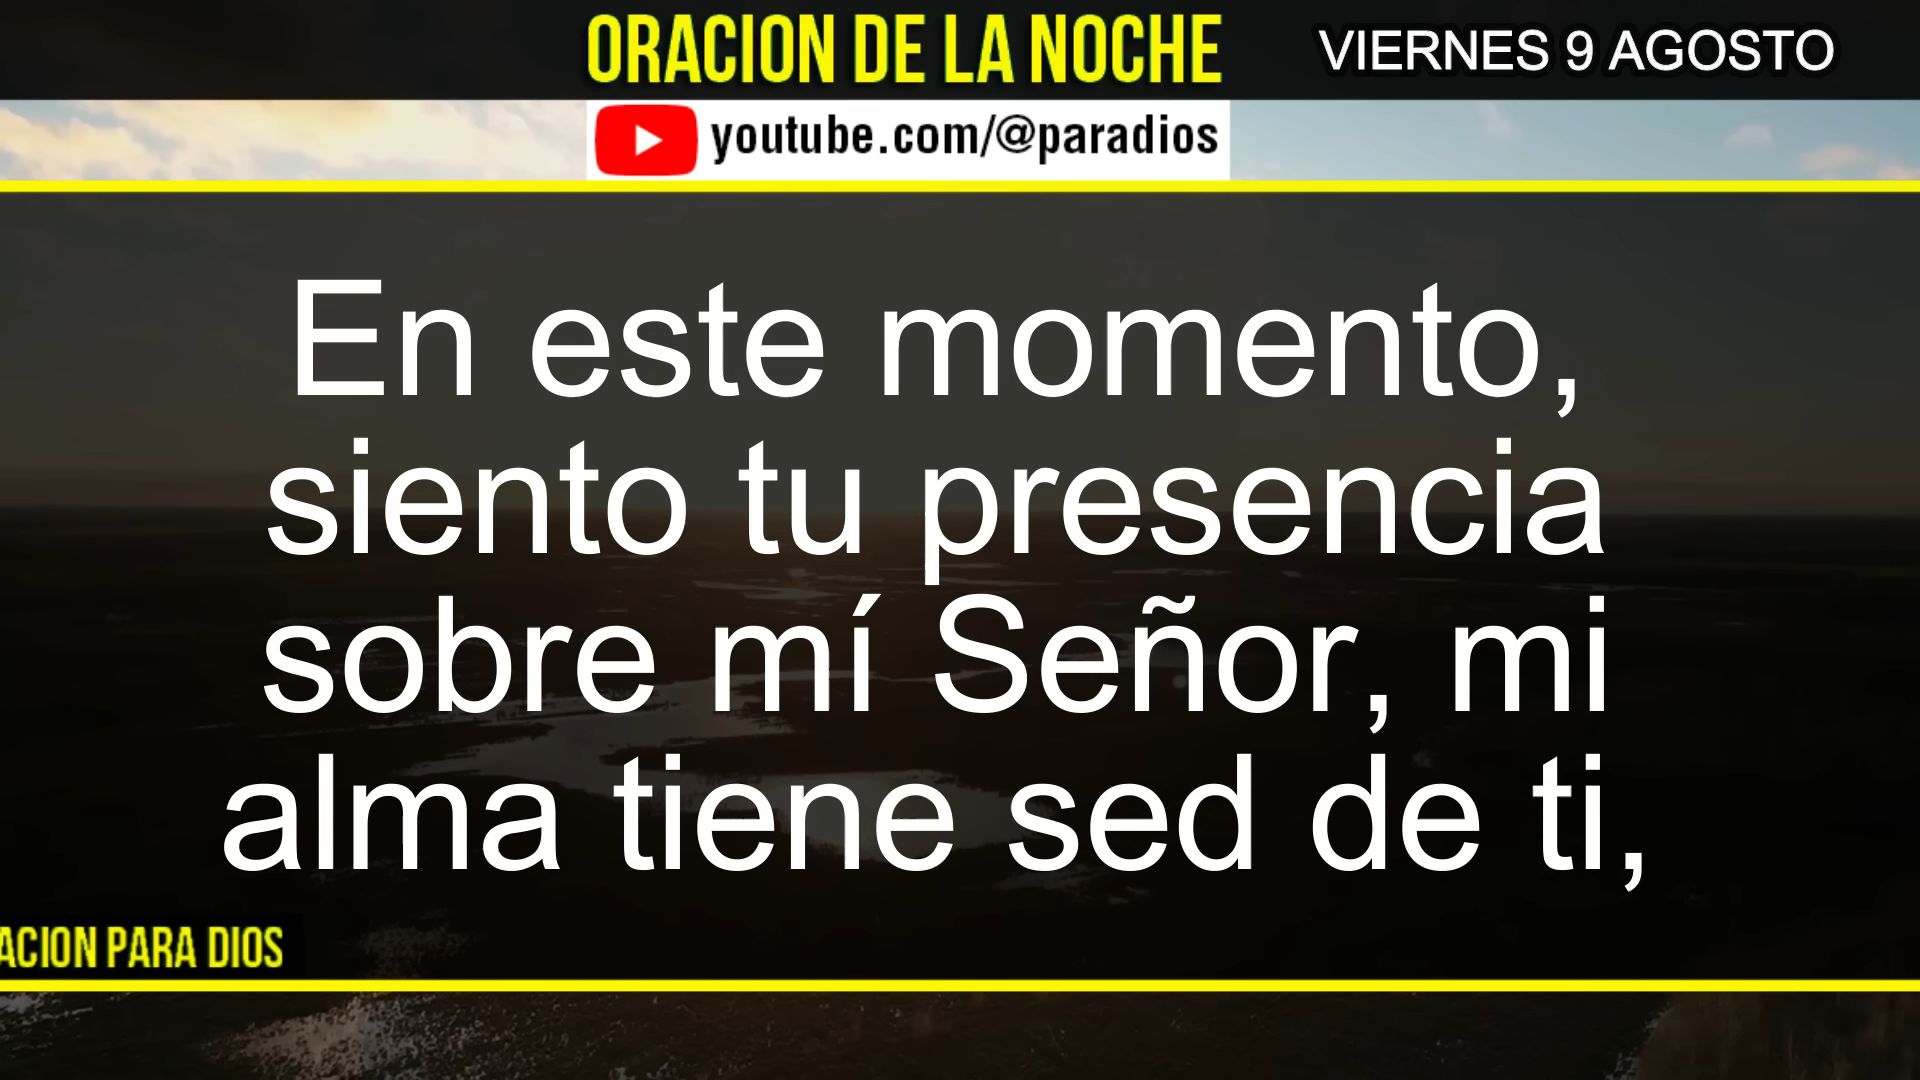 ORACION DE LA NOCHE
VIERNES 9 AGOSTO
youtube.com/@paradios
En este momento,
siento tu presencia
sobre mí Señor, mi
alma tiene sed de ti,
ACION PARA DIOS